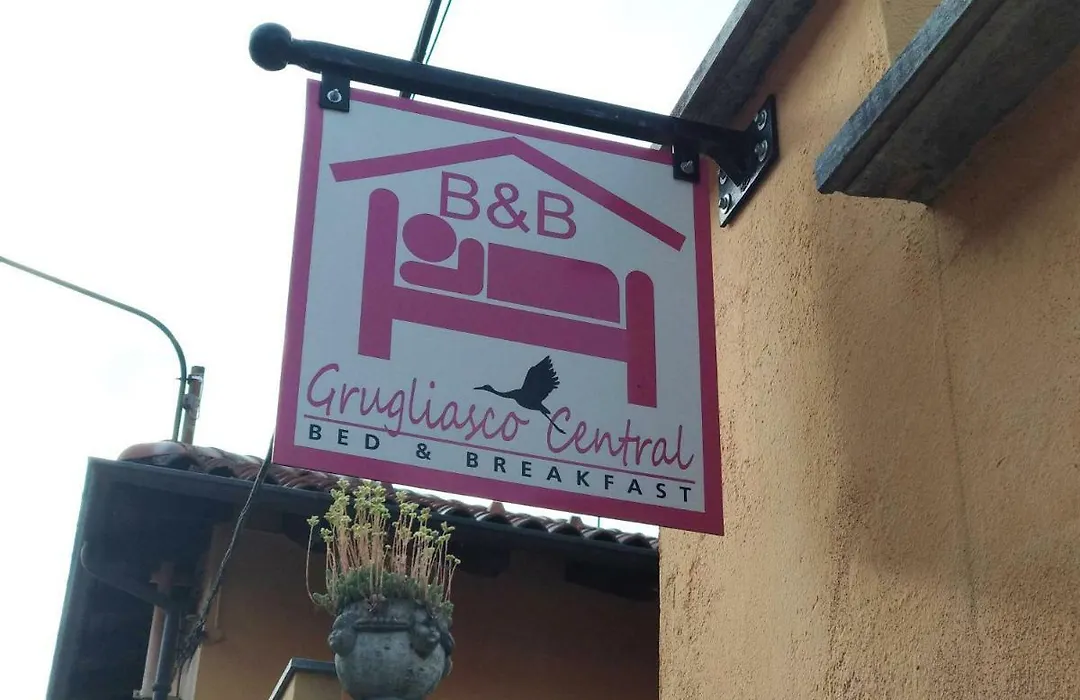 B&B
Grugliasco Central
BED & BREAKFAST